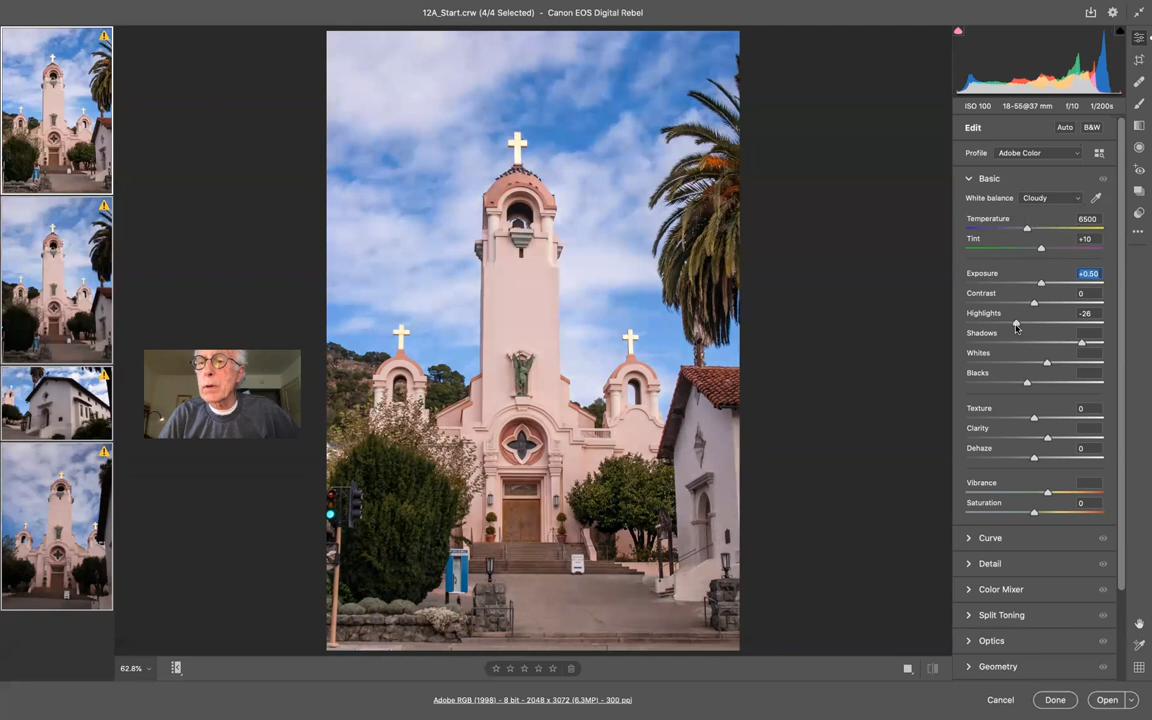 12A_Start.crw (4/4 Selected) - Canon EOS Digital Rebel
ISO 100 18-55@37 mm f/10 1/200s
Edit Auto B&W
Profile Adobe Color
Basic
White balance Cloudy
Temperature 6500
Tint +10
Exposure +0.50
Contrast 0
Highlights -26
Shadows
Whites
Blacks
Texture 0
Clarity
Dehaze 0
Vibrance
Saturation 0
Curve
Detail
Color Mixer
Split Toning
Optics
Geometry
62.8%
Adobe RGB (1998) - 8 bit - 2048 x 3072 (6.3MP) - 300 ppi
Cancel Done Open